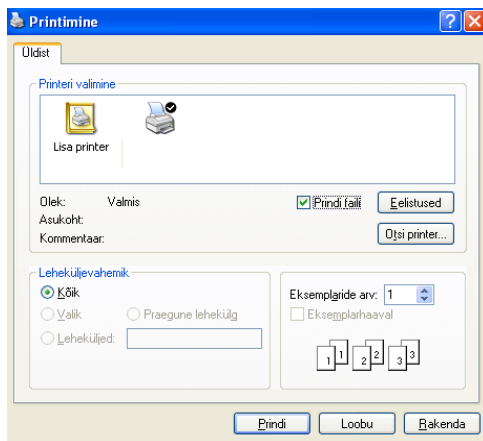 Printimine
Üldist
Printeri valimine
Lisa printer
Olek: Valmis
Asukoht:
Kommentaar:
Prindi faili
Eelistused
Otsi printer...
Leheküljevahemik
Kõik
Valik
Praegune lehekülg
Leheküljed:
Eksemplaride arv: 1
Eksemplarhaaval
1 1 2 2 3 3
Prindi Loobu Rakenda